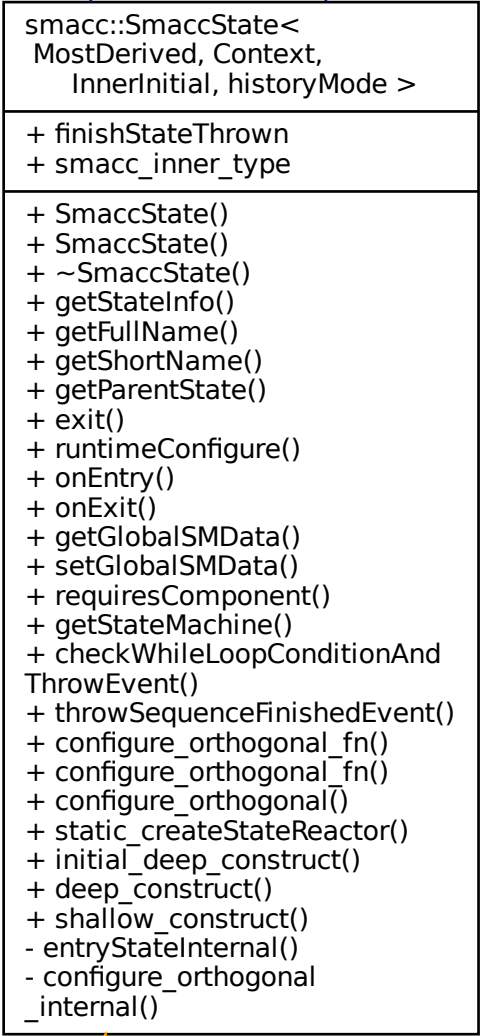 smacc::SmaccState<
MostDerived, Context,
InnerInitial, historyMode >
+ finishStateThrown
+ smacc_inner_type
+ SmaccState()
+ SmaccState()
+ ~SmaccState()
+ getStateInfo()
+ getFullName()
+ getShortName()
+ getParentState()
+ exit()
+ runtimeConfigure()
+ onEntry()
+ onExit()
+ getGlobalSMData()
+ setGlobalSMData()
+ requiresComponent()
+ getStateMachine()
+ checkWhileLoopConditionAnd
ThrowEvent()
+ throwSequenceFinishedEvent()
+ configure_orthogonal_fn()
+ configure_orthogonal_fn()
+ configure_orthogonal()
+ static_createStateReactor()
+ initial_deep_construct()
+ deep_construct()
+ shallow_construct()
- entryStateInternal()
- configure_orthogonal
_internal()